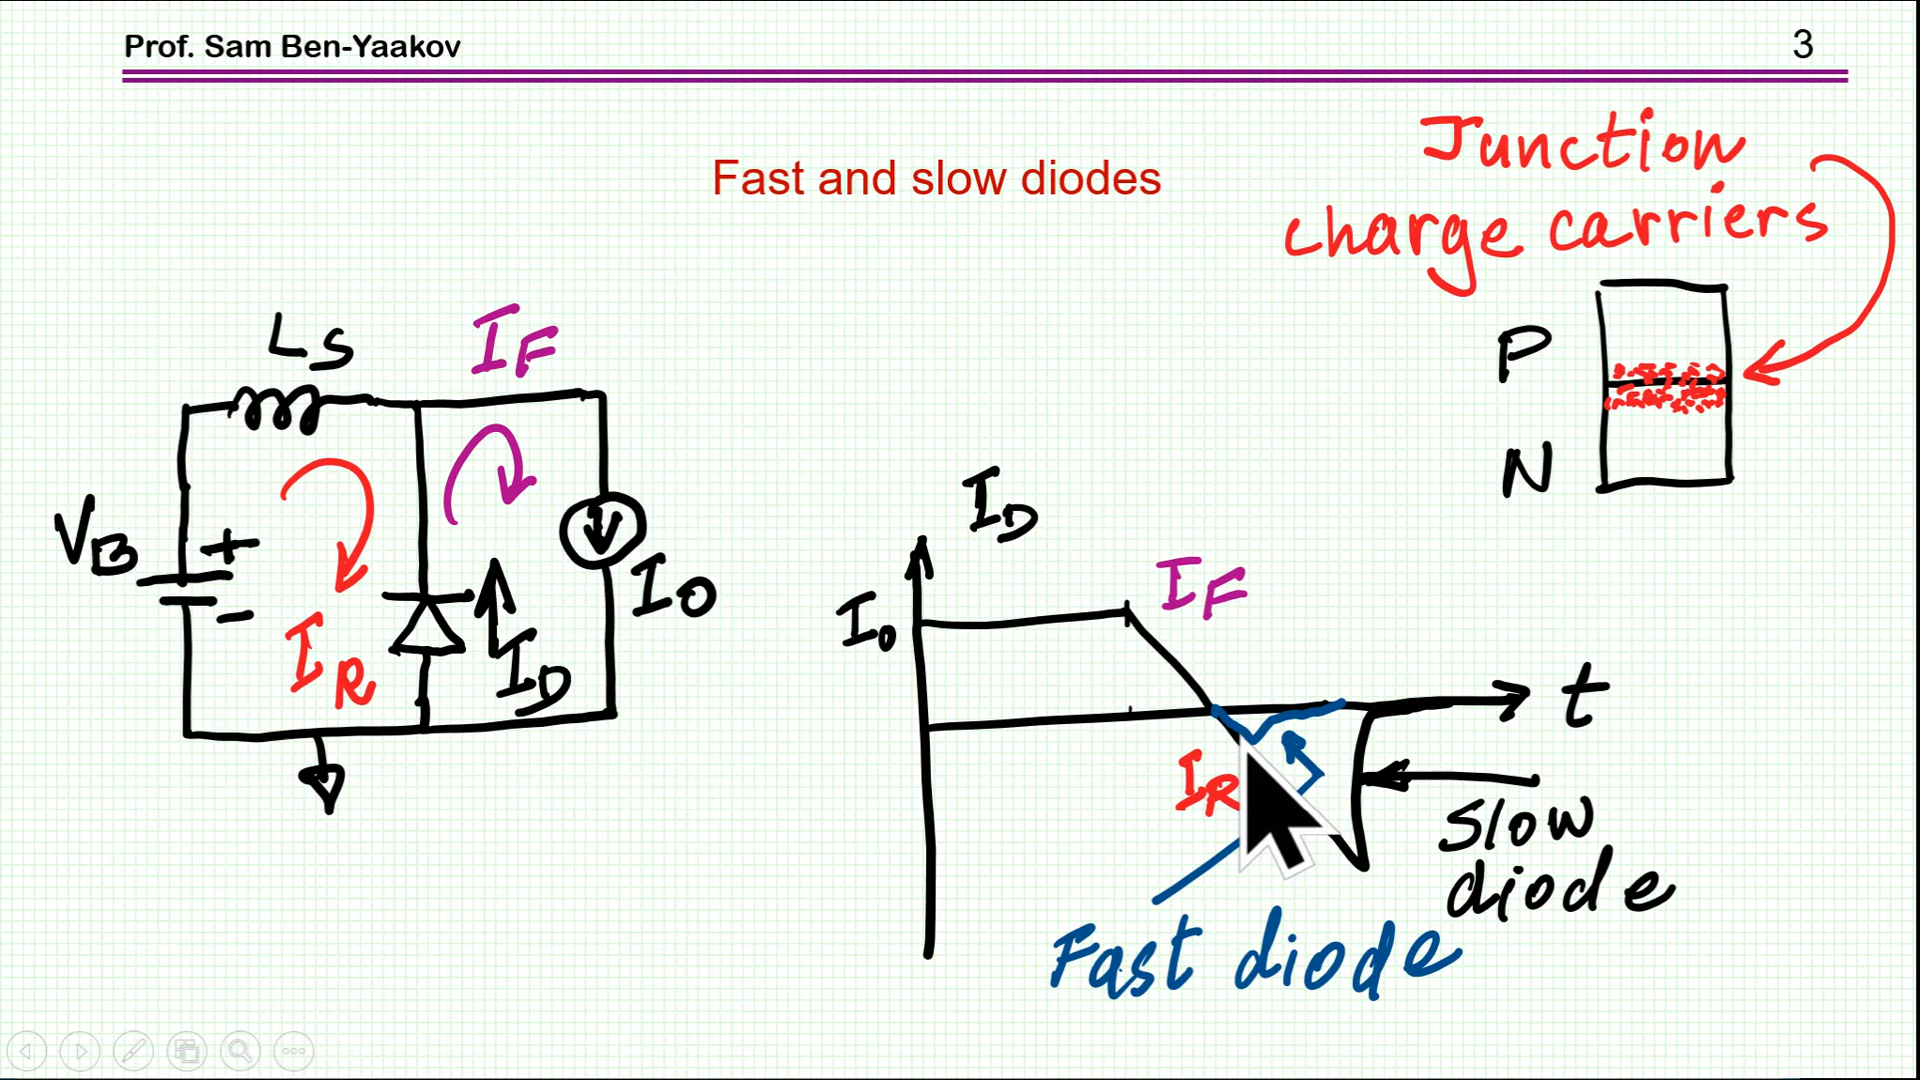 Prof. Sam Ben-Yaakov
3
Fast and slow diodes
Junction
charge carriers
P
N
LS
IF
VB
+
-
IR
ID
IO
ID
IO
IF
t
IR
Slow
diode
Fast diode